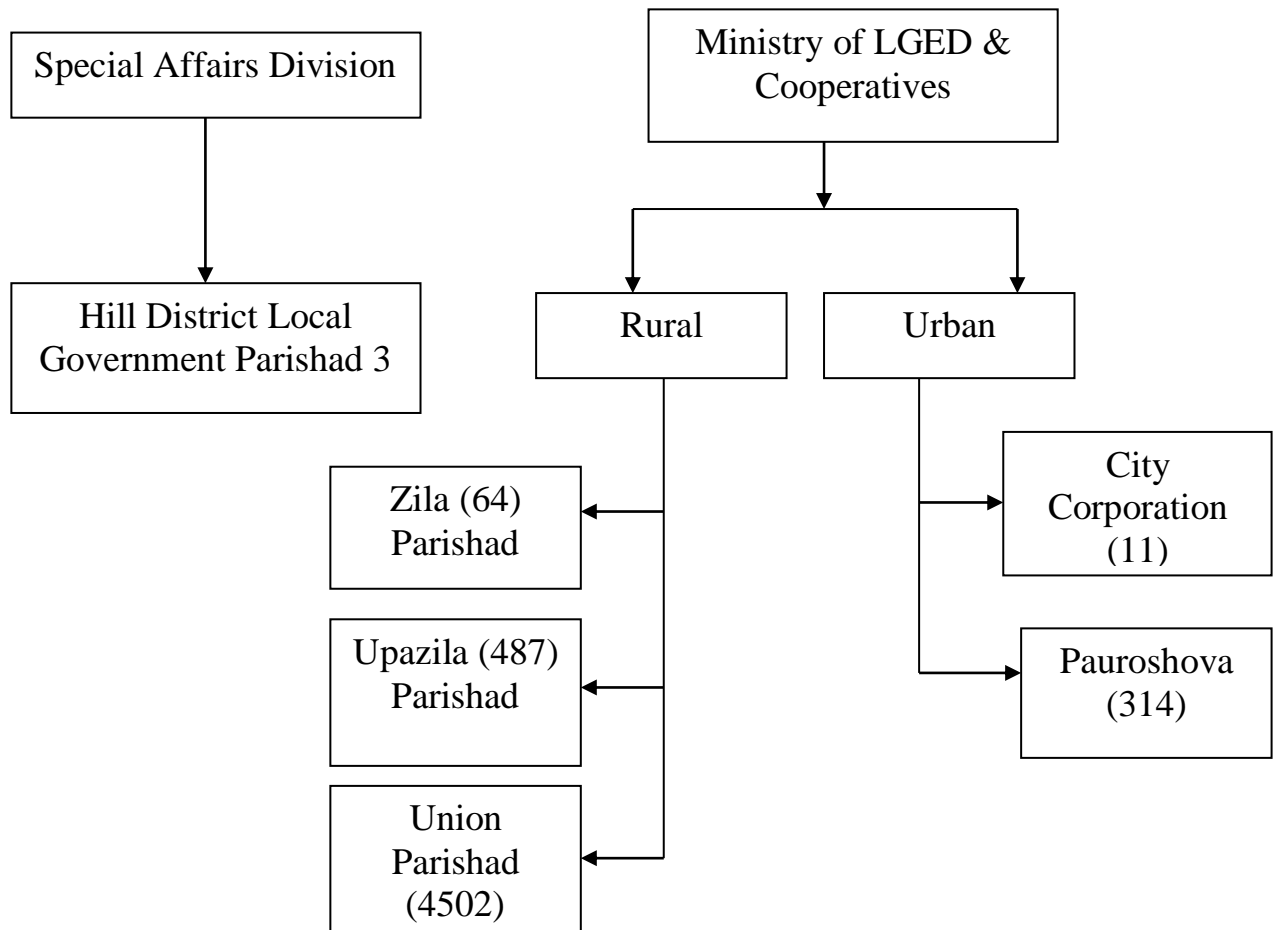 Special Affairs Division
Ministry of LGED &
Cooperatives
Hill District Local
Government Parishad 3
Rural
Urban
Zila (64)
Parishad
City
Corporation
(11)
Upazila (487)
Parishad
Pauroshova
(314)
Union
Parishad
(4502)